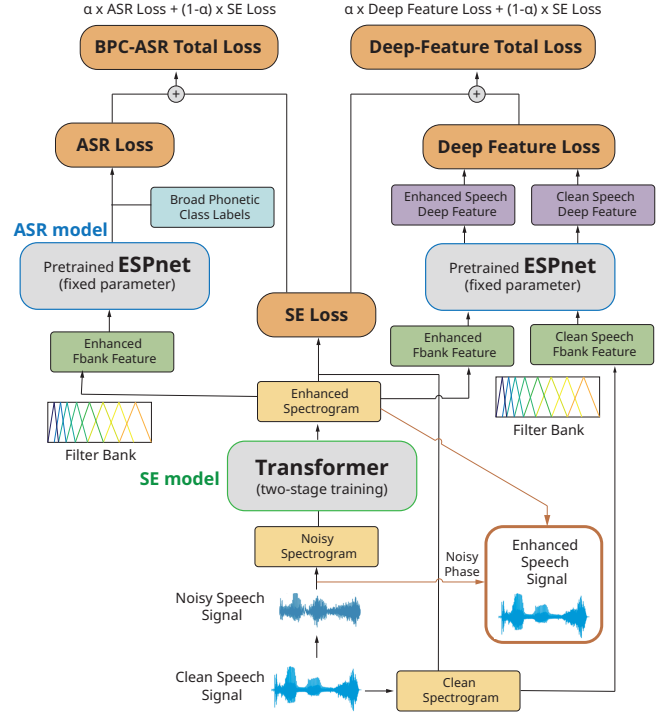 α x ASR Loss + (1-α) x SE Loss
α x Deep Feature Loss + (1-α) x SE Loss
BPC-ASR Total Loss
Deep-Feature Total Loss
+
+
ASR Loss
Deep Feature Loss
Broad Phonetic
Class Labels
Enhanced Speech
Deep Feature
Clean Speech
Deep Feature
ASR model
Pretrained ESPnet
(fixed parameter)
Pretrained ESPnet
(fixed parameter)
SE Loss
Enhanced
Fbank Feature
Enhanced
Fbank Feature
Clean Speech
Fbank Feature
Enhanced
Spectrogram
Filter Bank
Filter Bank
SE model
Transformer
(two-stage training)
Noisy
Spectrogram
Enhanced
Speech
Signal
Noisy
Phase
Noisy Speech
Signal
Clean Speech
Signal
Clean
Spectrogram